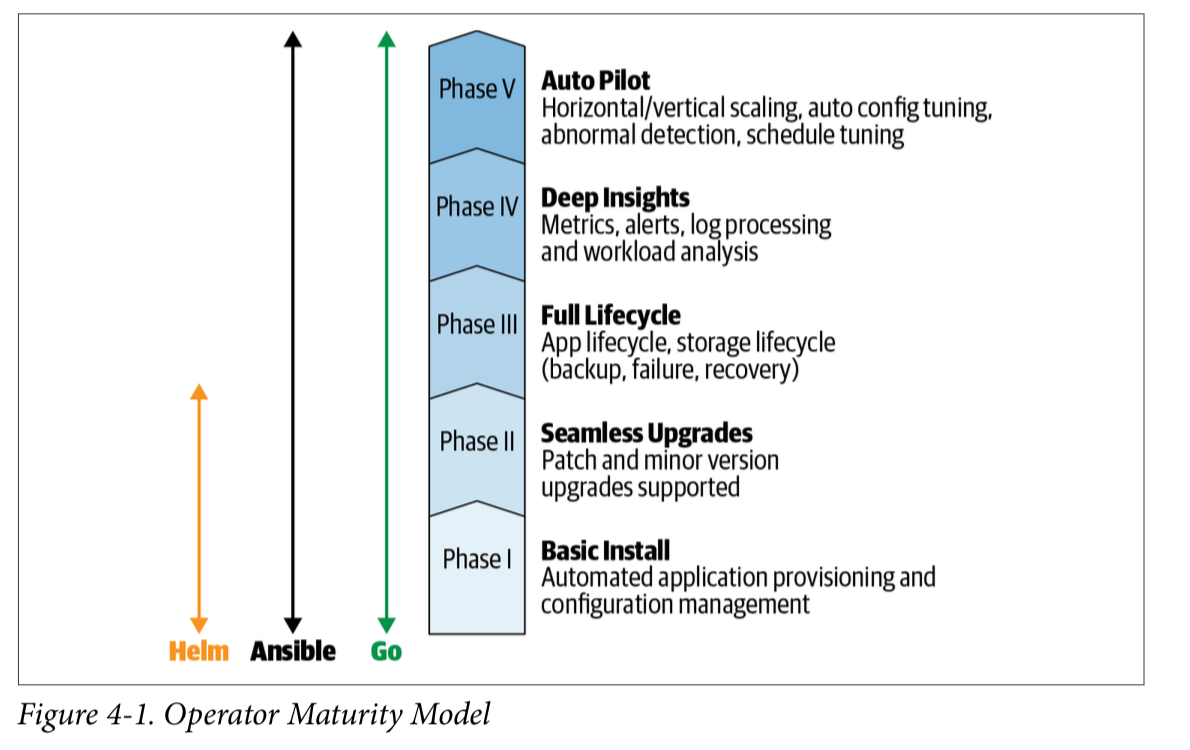 Phase V
Auto Pilot
Horizontal/vertical scaling, auto config tuning,
abnormal detection, schedule tuning
Phase IV
Deep Insights
Metrics, alerts, log processing
and workload analysis
Phase III
Full Lifecycle
App lifecycle, storage lifecycle
(backup, failure, recovery)
Phase II
Seamless Upgrades
Patch and minor version
upgrades supported
Phase I
Basic Install
Automated application provisioning and
configuration management
Helm Ansible Go
Figure 4-1. Operator Maturity Model